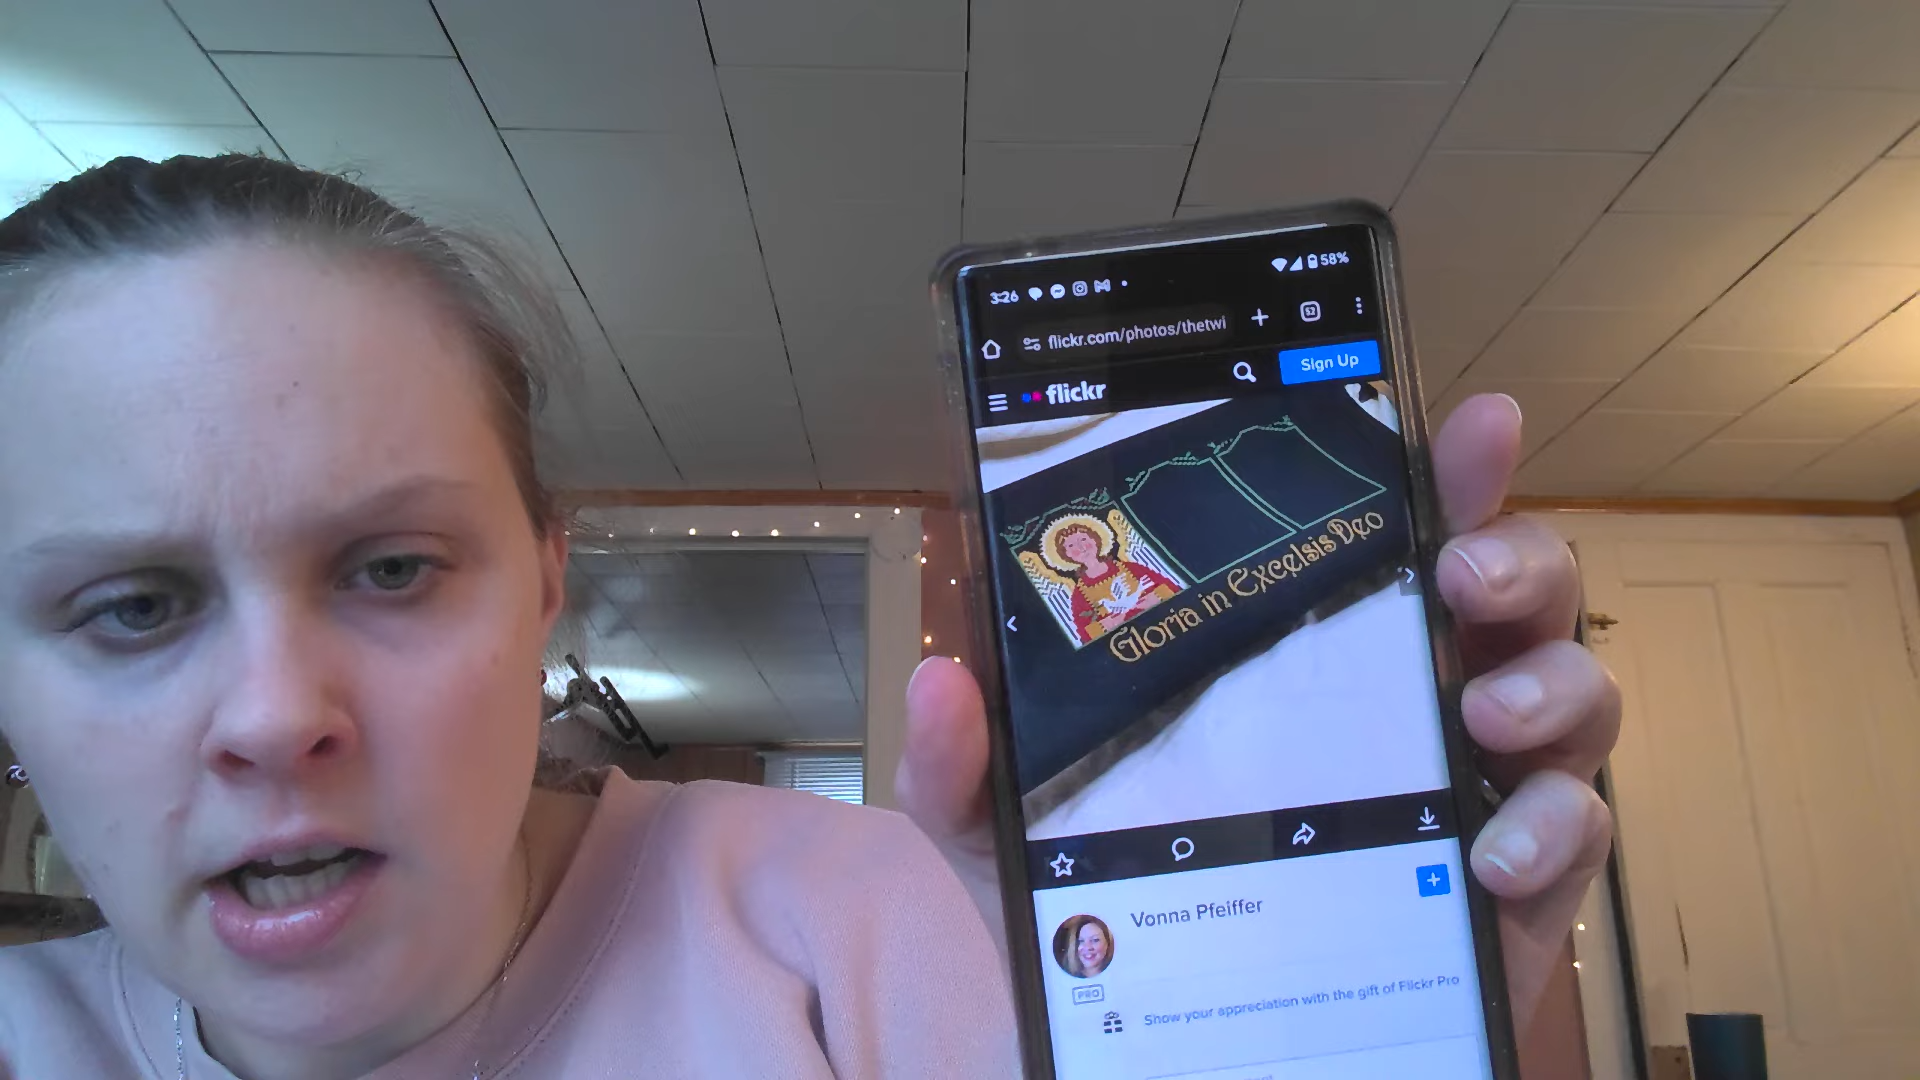 3:26
58%
flickr.com/photos/thetwi
52
flickr
Sign Up
Gloria in Excelsis Deo
Vonna Pfeiffer
PRO
Show your appreciation with the gift of Flickr Pro